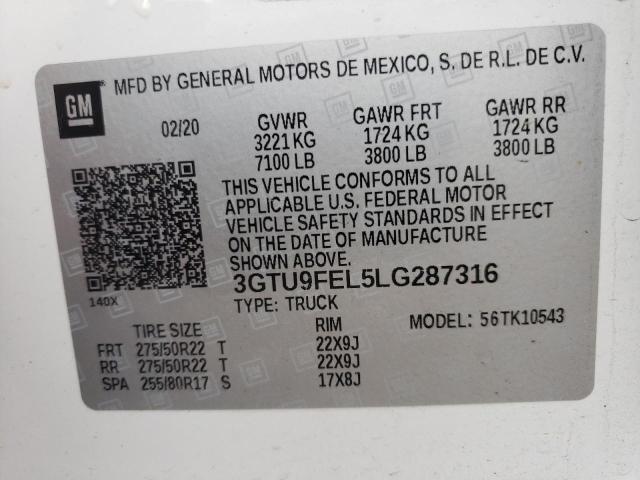 GM
MFD BY GENERAL MOTORS DE MEXICO, S. DE R.L. DE C.V.
02/20 GVWR GAWR FRT GAWR RR
3221 KG 1724 KG 1724 KG
7100 LB 3800 LB 3800 LB
THIS VEHICLE CONFORMS TO ALL
APPLICABLE U.S. FEDERAL MOTOR
VEHICLE SAFETY STANDARDS IN EFFECT
ON THE DATE OF MANUFACTURE
SHOWN ABOVE.
140X
3GTU9FEL5LG287316
TYPE: TRUCK
MODEL: 56TK10543
TIRE SIZE RIM
FRT 275/50R22 T 22X9J
RR 275/50R22 T 22X9J
SPA 255/80R17 S 17X8J